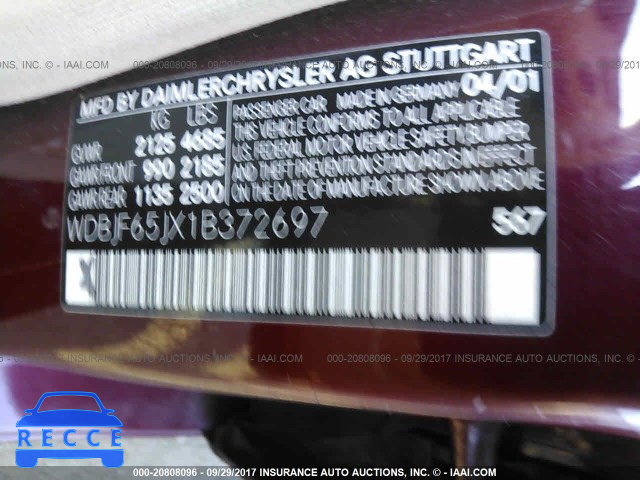 000-20808096 - 09/29/2017 INSURANCE AUTO AUCTIONS, INC. - IAAI.COM
MFD BY DAIMLERCHRYSLER AG STUTTGART
KG LBS
GVWR 2125 4685
GAWR FRONT 990 2185
GAWR REAR 1135 2500
PASSENGER CAR MADE IN GERMANY 04/01
THIS VEHICLE CONFORMS TO ALL APPLICABLE
U.S. FEDERAL MOTOR VEHICLE SAFETY BUMPER
AND THEFT PREVENTION STANDARDS IN EFFECT
ON THE DATE OF MANUFACTURE SHOWN ABOVE
WDBJF65JX1B372697 567
X
000-20808096 - 09/29/2017 INSURANCE AUTO AUCTIONS, INC. - IAAI.COM
RECCE
000-20808096 - 09/29/2017 INSURANCE AUTO AUCTIONS, INC. - IAAI.COM